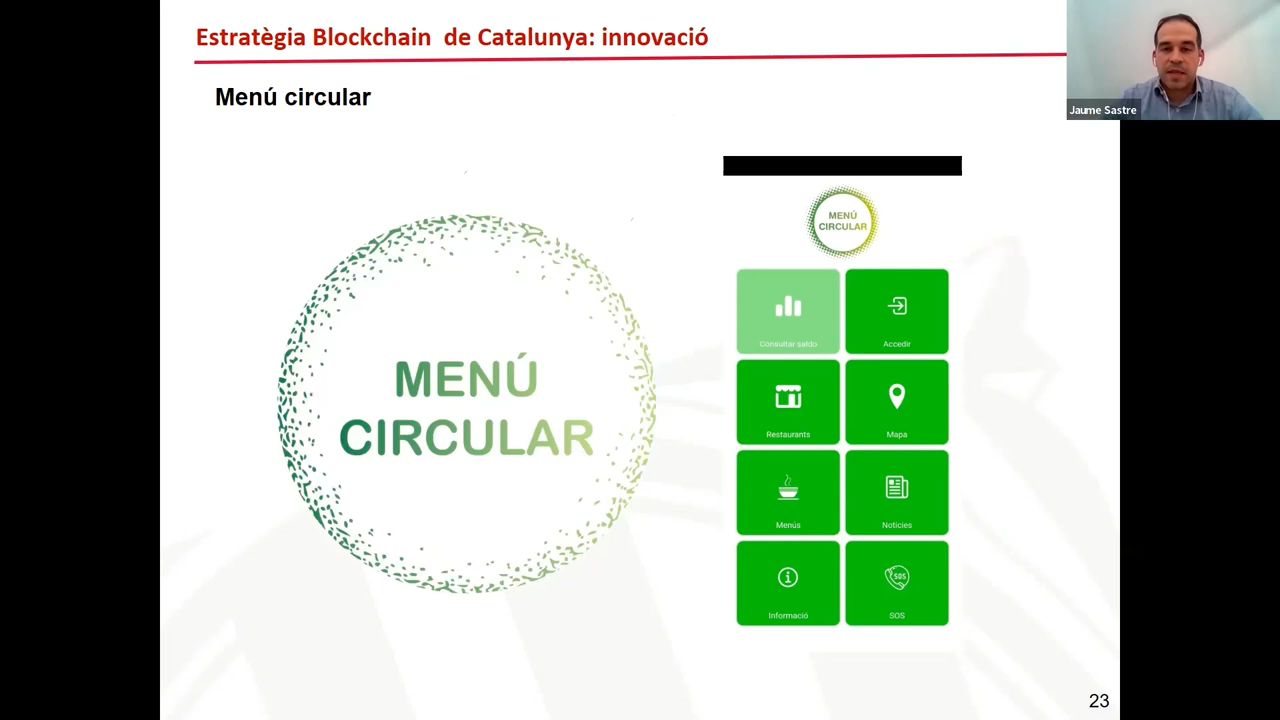 Estratègia Blockchain de Catalunya: innovació
Jaume Sastre
Menú circular
MENÚ
CIRCULAR
MENÚ
CIRCULAR
Consultar saldo
Accedir
Restaurants
Mapa
Menús
Notícies
Informació
SOS
SOS
23